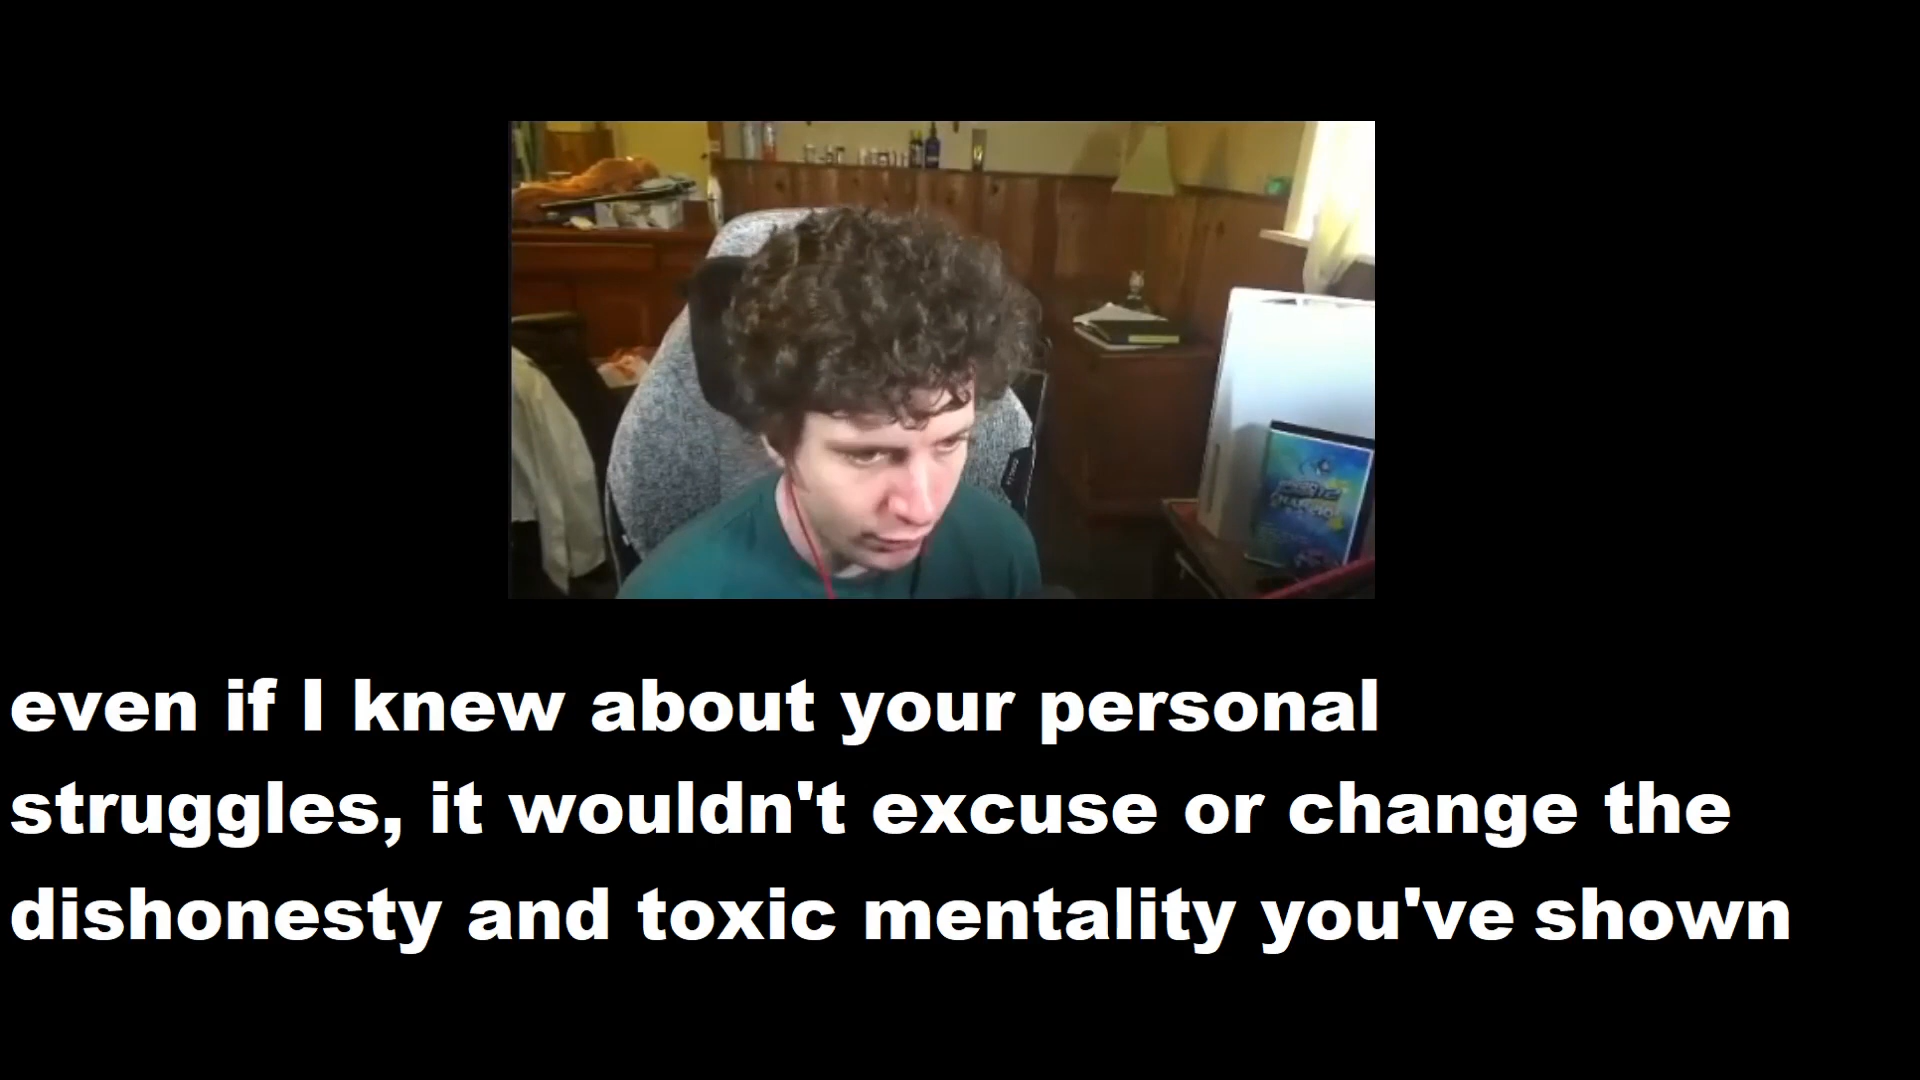 even if I knew about your personal
struggles, it wouldn't excuse or change the
dishonesty and toxic mentality you've shown